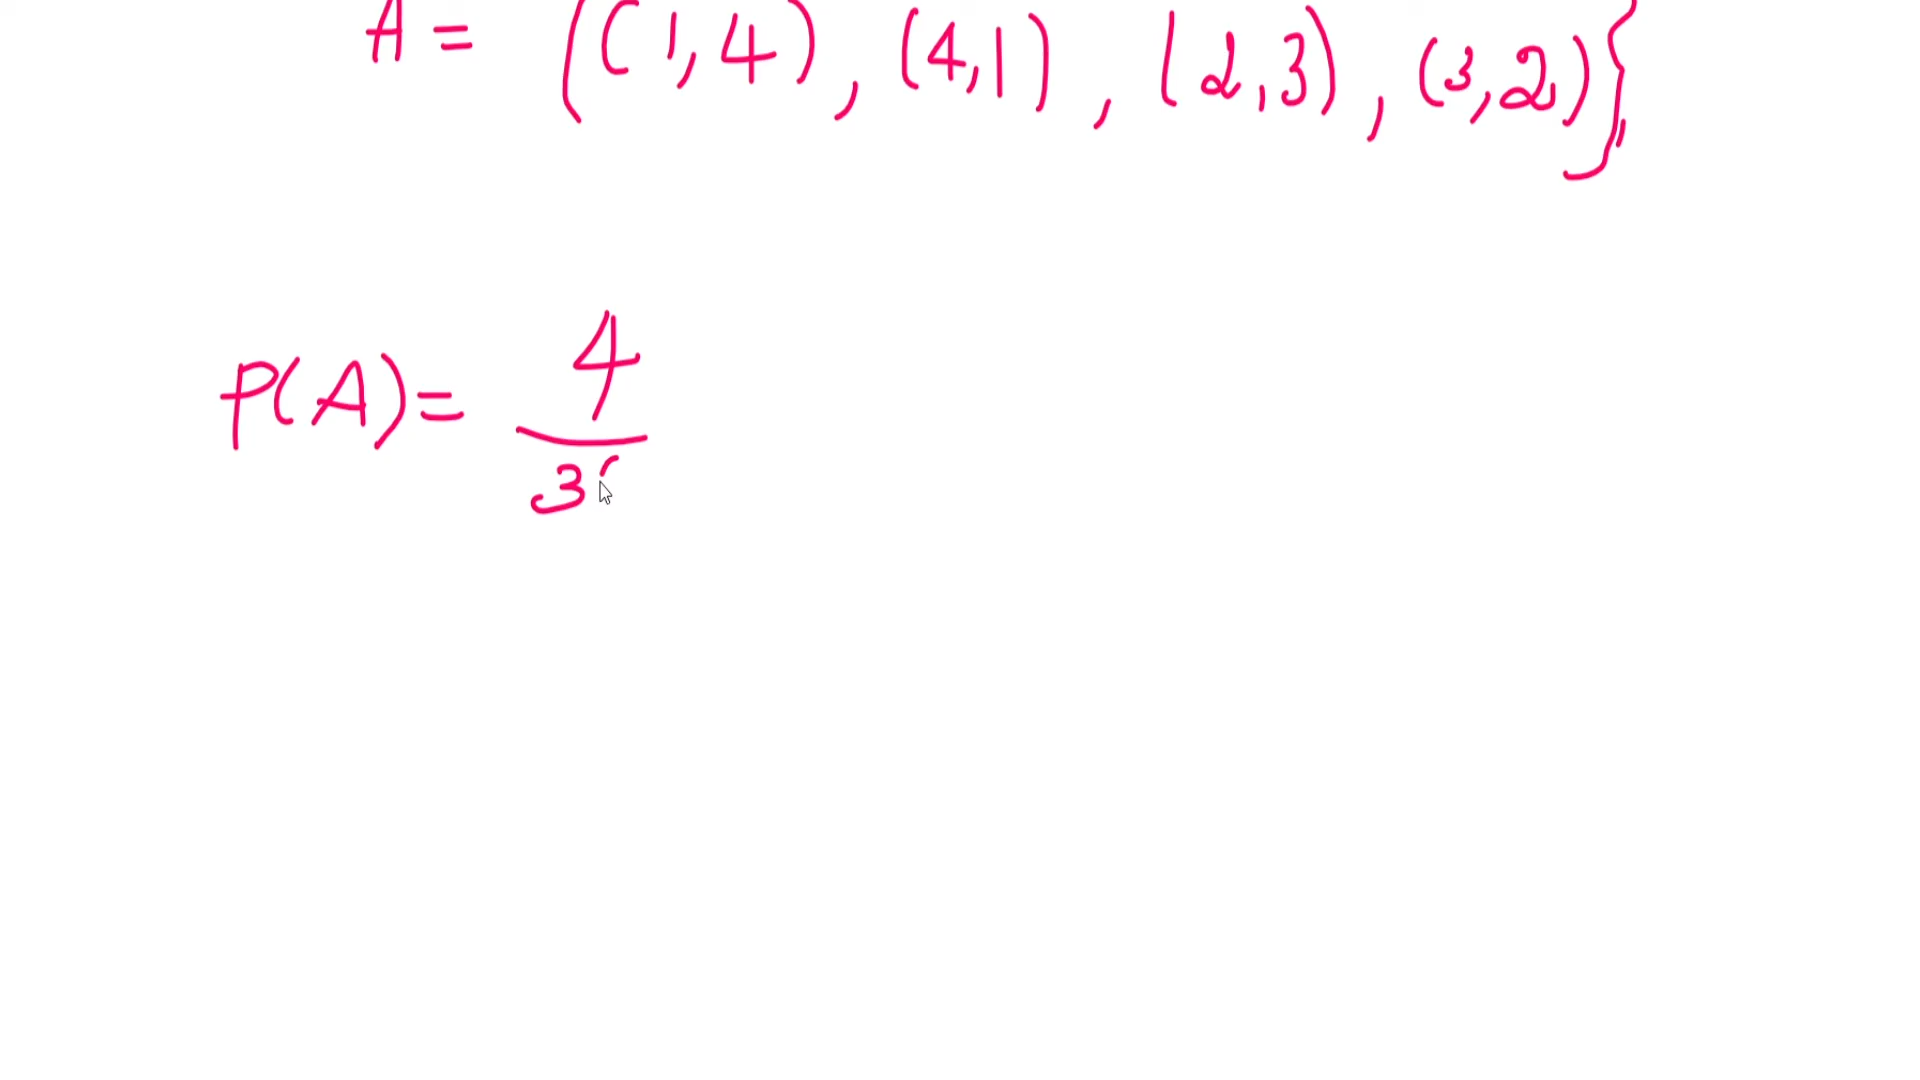 A = {(1,4), (4,1), (2,3), (3,2)}
P(A) = 4/3